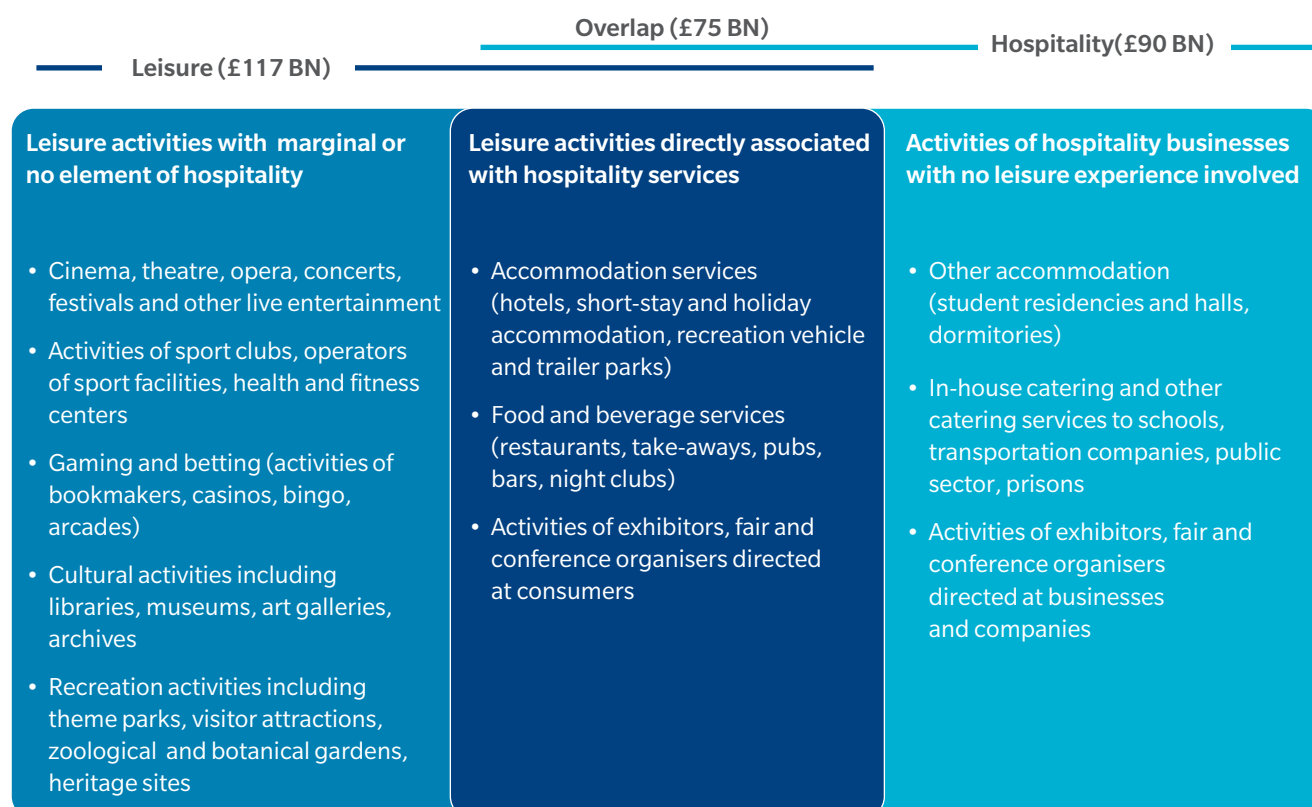 Overlap (£75 BN)
Hospitality(£90 BN)
Leisure (£117 BN)
Leisure activities with marginal or
no element of hospitality
• Cinema, theatre, opera, concerts,
festivals and other live entertainment
• Activities of sport clubs, operators
of sport facilities, health and fitness
centers
• Gaming and betting (activities of
bookmakers, casinos, bingo,
arcades)
• Cultural activities including
libraries, museums, art galleries,
archives
• Recreation activities including
theme parks, visitor attractions,
zoological and botanical gardens,
heritage sites
Leisure activities directly associated
with hospitality services
• Accommodation services
(hotels, short-stay and holiday
accommodation, recreation vehicle
and trailer parks)
• Food and beverage services
(restaurants, take-aways, pubs,
bars, night clubs)
• Activities of exhibitors, fair and
conference organisers directed
at consumers
Activities of hospitality businesses
with no leisure experience involved
• Other accommodation
(student residencies and halls,
dormitories)
• In-house catering and other
catering services to schools,
transportation companies, public
sector, prisons
• Activities of exhibitors, fair and
conference organisers
directed at businesses
and companies